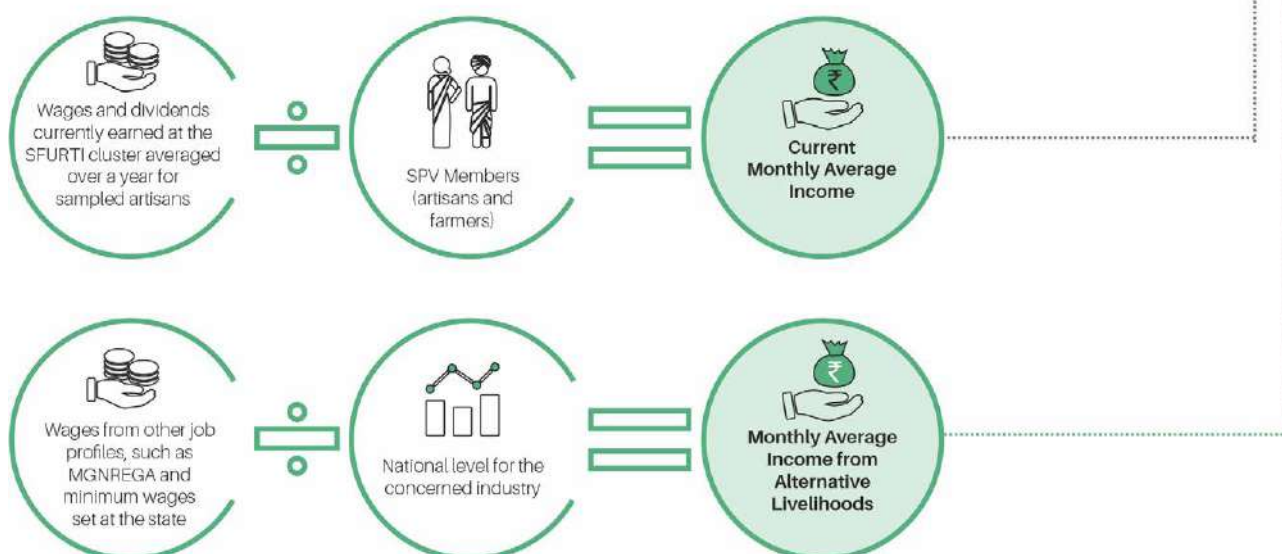 Wages and dividends
currently earned at the
SFURTI cluster averaged
over a year for
sampled artisans
SPV Members
(artisans and
farmers)
₹
Current
Monthly Average
Income
Wages from other job
profiles, such as
MGNREGA and
minimum wages
set at the state
National level for the
concerned industry
₹
Monthly Average
Income from
Alternative
Livelihoods